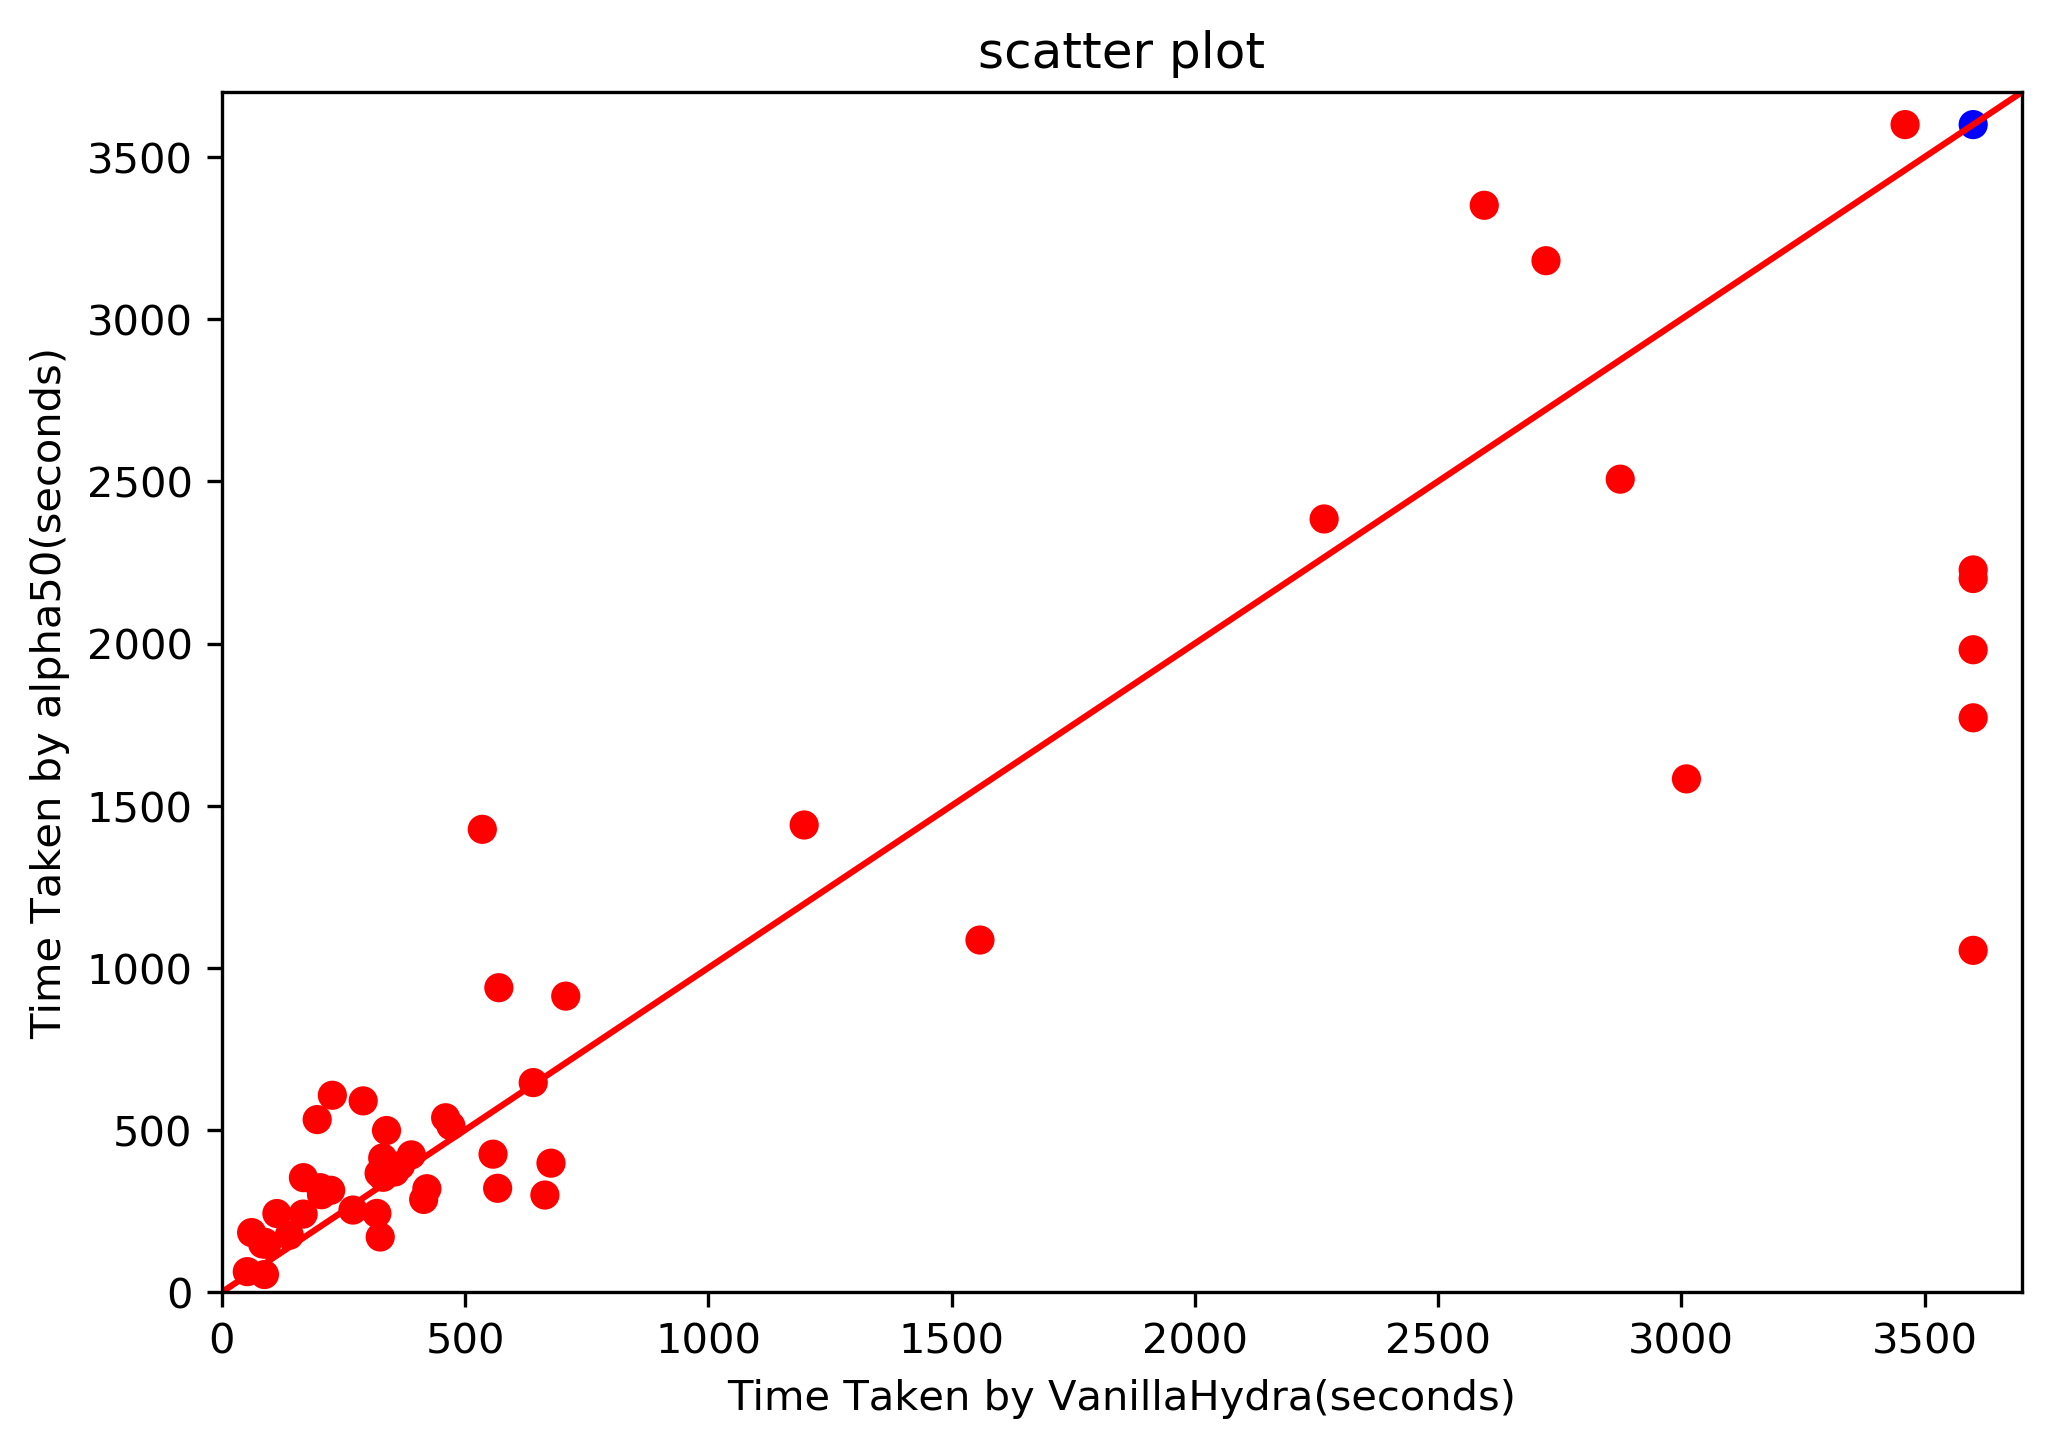 scatter plot
Time Taken by alpha50(seconds)
3500
3000
2500
2000
1500
1000
500
0
0 500 1000 1500 2000 2500 3000 3500
Time Taken by VanillaHydra(seconds)